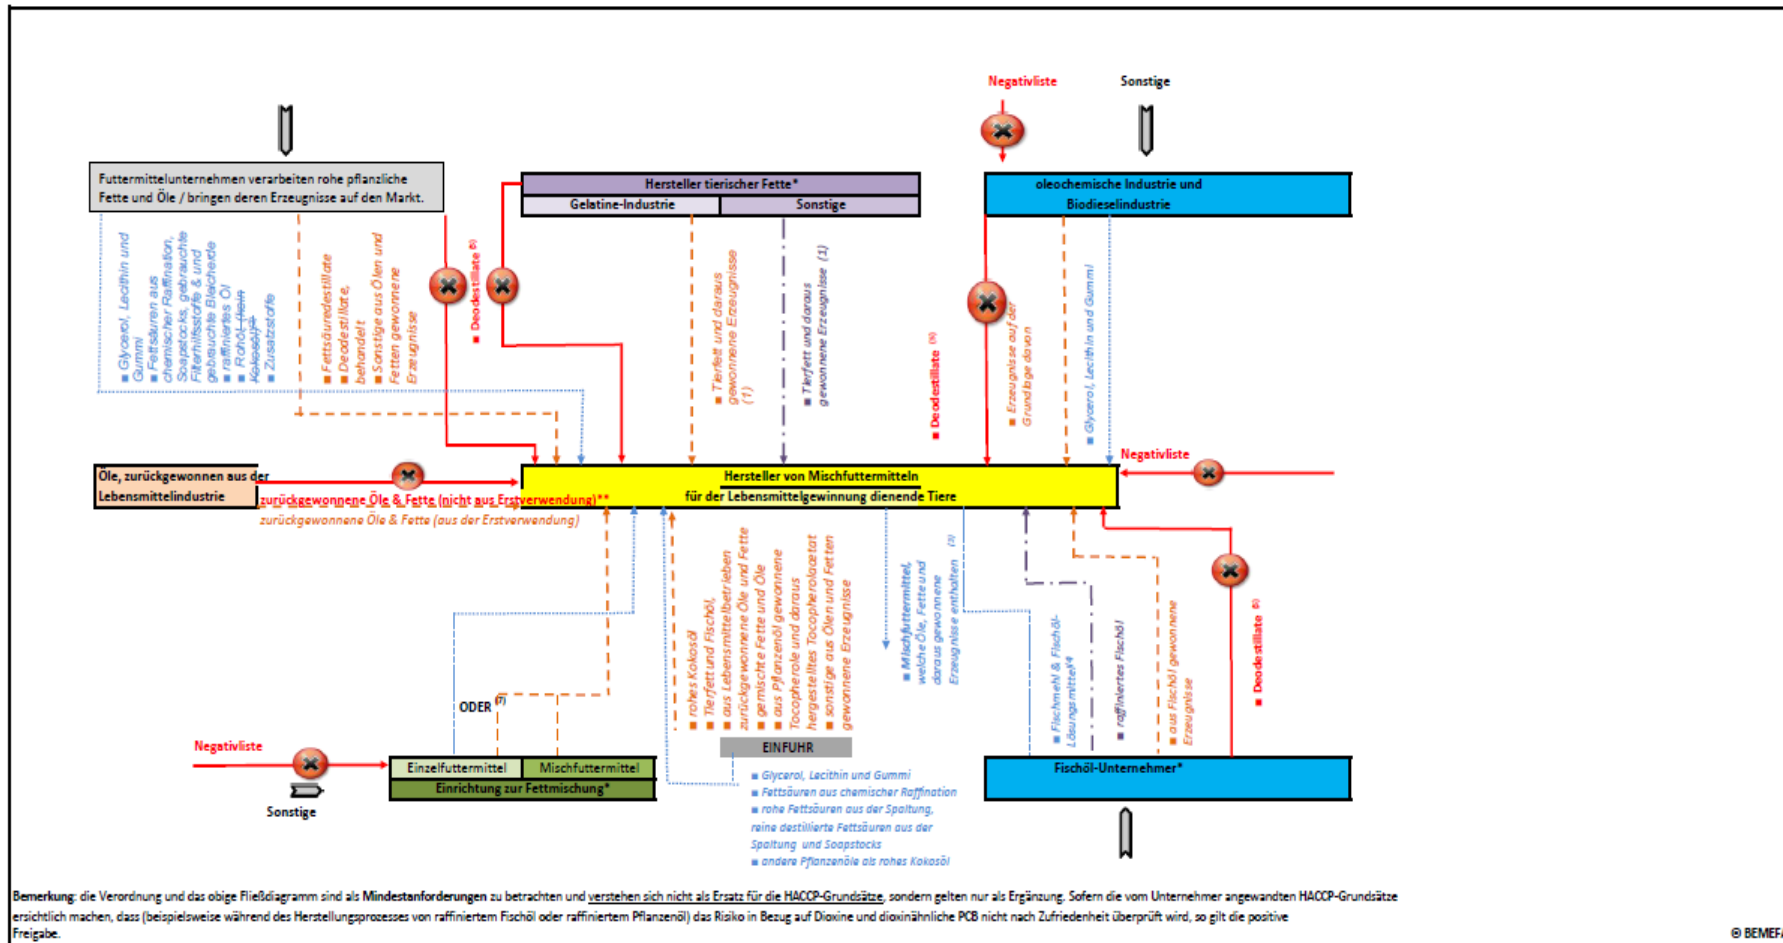 Negativliste
Sonstige
Futtermittelunternehmen verarbeiten rohe pflanzliche
Fette und Öle / bringen deren Erzeugnisse auf den Markt.
Hersteller tierischer Fette*
Gelatine-Industrie
Sonstige
oleochemische Industrie und
Biodieselindustrie
■ Glycerol, Lecithin und
Gummi
■ Fettsäuren aus
chemischer Raffination,
Soapstocks, gebrauchte
Filterhilfsstoffe & und
gebrauchte Bleicherde
■ raffiniertes Öl
■ Rohöl (kein
Kokosöl)
■ Zusatzstoffe
■ Fettsäuredestillate
■ Deodestillate,
behandelt
■ Sonstige aus Ölen und
Fetten gewonnene
Erzeugnisse
■ Deodestillate
■ Tierfett und daraus
gewonnene Erzeugnisse
(1)
■ Tierfett und daraus
gewonnene Erzeugnisse (1)
■ Deodestillate (5)
■ Erzeugnisse auf der
Grundlage davon
■ Glycerol, Lecithin und Gummi
Öle, zurückgewonnen aus der
Lebensmittelindustrie
zurückgewonnene Öle & Fette (nicht aus Erstverwendung)**
zurückgewonnene Öle & Fette (aus der Erstverwendung)
Hersteller von Mischfuttermitteln
für der Lebensmittelgewinnung dienende Tiere
Negativliste
■ rohes Kokosöl
■ Tierfett und Fischöl,
■ aus Lebensmittelbetrieben
zurückgewonnene Öle und Fette
■ gemischte Fette und Öle
■ aus Pflanzenöl gewonnene
Tocopherole und daraus
hergestelltes Tocopherolacetat
■ sonstige aus Ölen und Fetten
gewonnene Erzeugnisse
■ Mischfuttermittel,
welche Öle, Fette und
daraus gewonnene
Erzeugnisse enthalten (3)
■ Fischmehl & Fischöl-
Lösungsmittel(4)
■ raffiniertes Fischöl
■ aus Fischöl gewonnene
Erzeugnisse
■ Deodestillate
ODER (7)
Negativliste
Sonstige
Einzelfuttermittel
Mischfuttermittel
Einrichtung zur Fettmischung*
EINFUHR
■ Glycerol, Lecithin und Gummi
■ Fettsäuren aus chemischer Raffination
■ rohe Fettsäuren aus der Spaltung,
reine destillierte Fettsäuren aus der
Spaltung und Soapstocks
■ andere Pflanzenöle als rohes Kokosöl
Fischöl-Unternehmer*
Bemerkung: die Verordnung und das obige Fließdiagram sind als Mindestanforderungen zu betrachten und verstehen sich nicht als Ersatz für die HACCP-Grundsätze, sondern gelten nur als Ergänzung. Sofern die vom Unternehmer angewandten HACCP-Grundsätze
ersichtlich machen, dass (beispielsweise während des Herstellungsprozesses von raffiniertem Fischöl oder raffiniertem Pflanzenöl) das Risiko in Bezug auf Dioxine und dioxinähnliche PCB nicht nach Zufriedenheit überprüft wird, so gilt die positive
Freigabe.
© BEMEFA